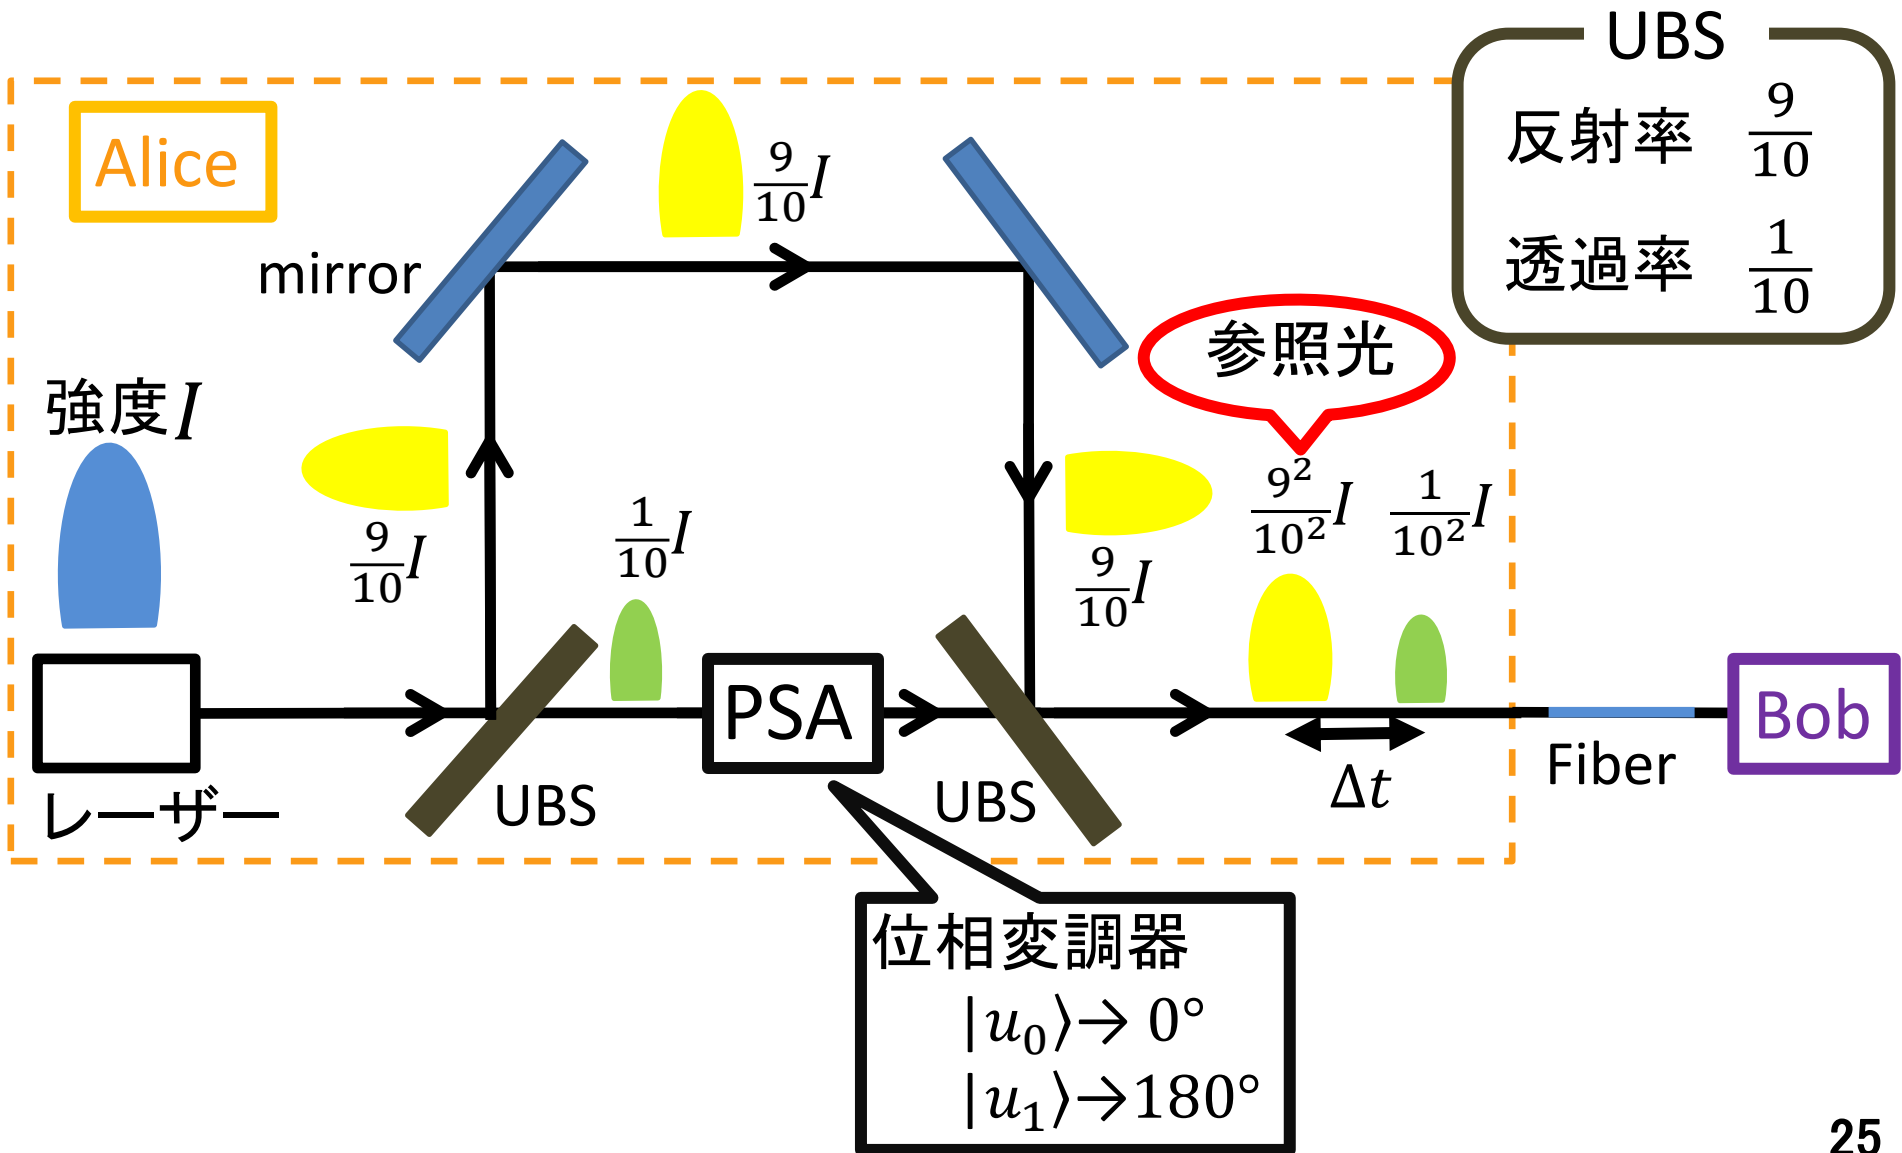 UBS
反射率 9/10
透過率 1/10
Alice
9/10 I
mirror
参照光
強度I
9/10 I
1/10 I
9/10 I
9²/10² I
1/10² I
PSA
Bob
レーザー
UBS
UBS
Δt
Fiber
位相変調器
|u₀⟩→ 0°
|u₁⟩→180°
25